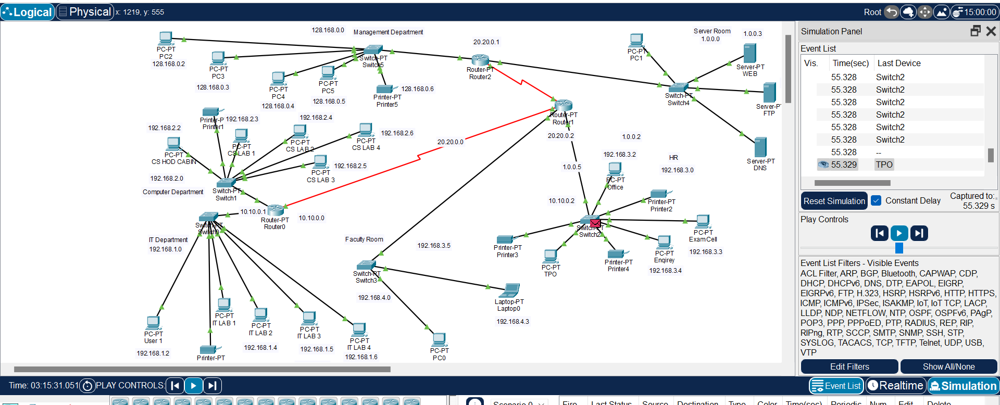 Logical
Physical
x: 1219, y: 555
Root
15:00:00
128.168.0.0
Management Department
PC-PT
PC2
128.168.0.2
PC-PT
PC3
128.168.0.3
PC-PT
PC4
128.168.0.4
PC-PT
PC5
128.168.0.5
Switch-PT
Switch5
Printer-PT
Printer5
128.168.0.6
20.20.0.1
Router-PT
Router2
Server Room
1.0.0.0
1.0.0.3
PC-PT
PC1
Server-PT
WEB
Switch-PT
Switch4
Server-PT
FTP
Server-PT
DNS
Router-PT
Router1
20.20.0.2
20.20.0.0
1.0.0.2
192.168.3.2
HR
192.168.3.0
1.0.0.5
10.10.0.2
192.168.2.2
Printer-P
Printer1
192.168.2.3
192.168.2.4
192.168.2.6
PC-PT
CS HOD CABIN
PC-PT
CS LAB 1
PC-PT
CS LAB 2
PC-PT
CS LAB 4
PC-PT
CS LAB 3
192.168.2.5
192.168.2.0
Computer Department
Switch-PT
Switch1
10.10.0.1
Router-PT
Router0
10.10.0.0
Switch-PT
Switch0
IT Department
192.168.1.0
PC-PT
User 1
192.168.1.2
Printer-PT
PC-PT
IT LAB 1
PC-PT
IT LAB 2
192.168.1.4
PC-PT
IT LAB 3
192.168.1.5
PC-PT
IT LAB 4
192.168.1.6
Faculty Room
192.168.3.5
Switch-PT
Switch3
192.168.4.0
Laptop-PT
Laptop0
192.168.4.3
PC-PT
PC0
PC-PT
Office
Printer-PT
Printer2
Switch-PT
Switch2
Printer-PT
Printer3
PC-PT
TPO
Printer-PT
Printer4
PC-PT
Enqirey
192.168.3.4
PC-PT
Exam Cell
192.168.3.3
Simulation Panel
Event List
Vis. Time(sec) Last Device
55.328 Switch2
55.328 Switch2
55.328 Switch2
55.328 Switch2
55.328 Switch2
55.328 Switch2
55.328 --
55.329 TPO
Reset Simulation
Constant Delay
Captured to:
55.329 s
Play Controls
Event List Filters - Visible Events
ACL Filter, ARP, BGP, Bluetooth, CAPWAP, CDP,
DHCP, DHCPv6, DNS, DTP, EAPOL, EIGRP,
EIGRPv6, FTP, H.323, HSRP, HSRPv6, HTTP, HTTPS,
ICMP, ICMPv6, IPSec, ISAKMP, IoT, IoT TCP, LACP,
LLDP, NDP, NETFLOW, NTP, OSPF, OSPFv6, PAgP,
POP3, PPP, PPPoED, PTP, RADIUS, REP, RIP,
RIPng, RTP, SCCP, SMTP, SNMP, SSH, STP,
SYSLOG, TACACS, TCP, TFTP, Telnet, UDP, USB,
VTP
Edit Filters
Show All/None
Time: 03:15:31.051
PLAY CONTROLS:
Event List
Realtime
Simulation
Scenario 0
Fire Last Status Source Destination Type Color Time(sec) Periodic Num Edit Delete